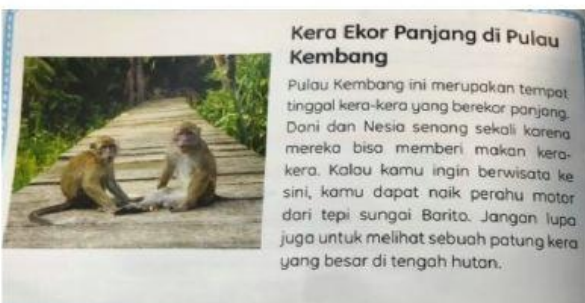 Kera Ekor Panjang di Pulau
Kembang
Pulau Kembang ini merupakan tempat
tinggal kera-kera yang berekor panjang.
Doni dan Nesia senang sekali karena
mereka bisa memberi makan kera-
kera. Kalau kamu ingin berwisata ke
sini, kamu dapat naik perahu motor
dari tepi sungai Barito. Jangan lupa
juga untuk melihat sebuah patung kera
yang besar di tengah hutan.